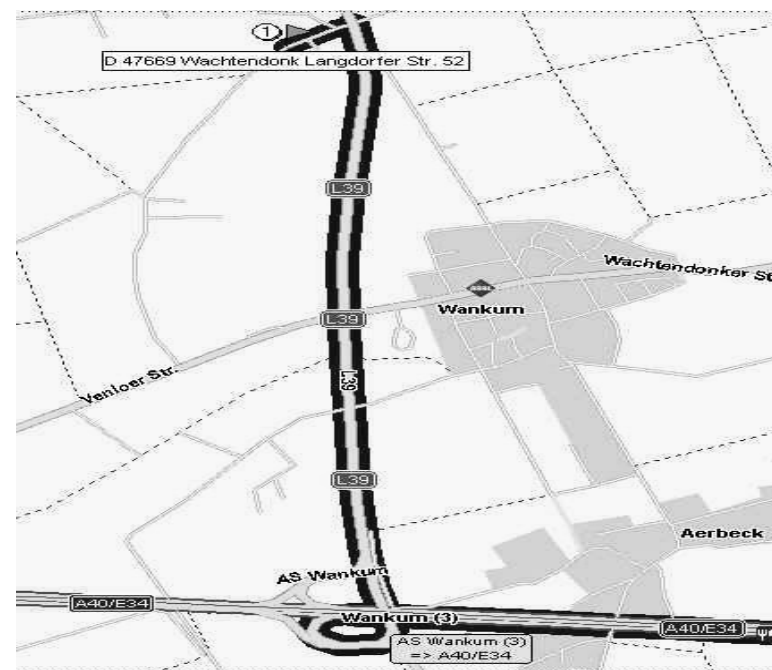 1
D 47669 Wachtendonk Langdorfer Str. 52
L39
Wachtendonker St
Wankum
L39
Venloer Str.
L39
L39
Aerbeck
AS Wankum
A40/E34
Wankum (3)
A40/E34
AS Wankum (3)
=> A40/E34